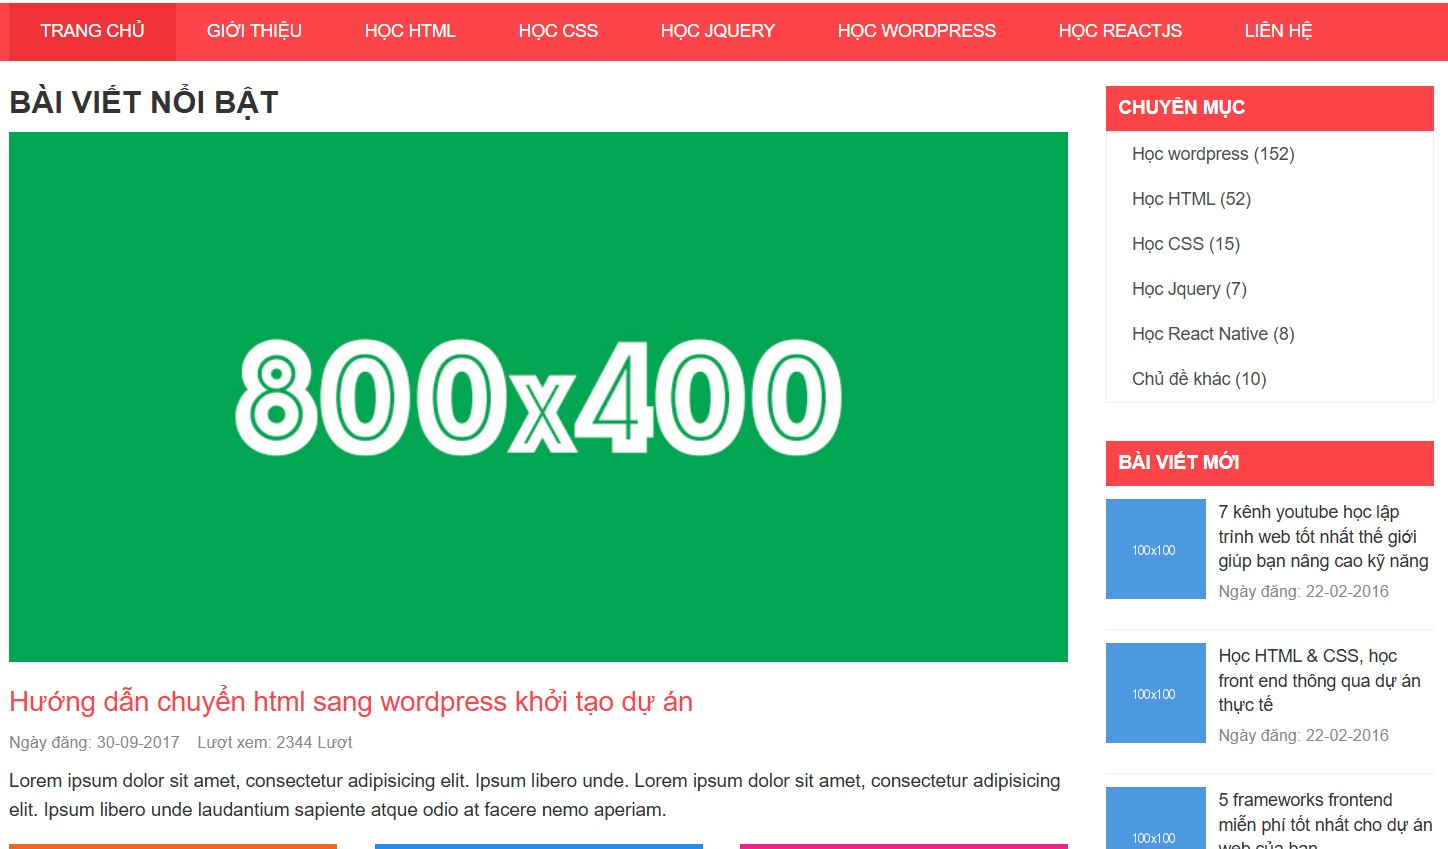 TRANG CHỦ GIỚI THIỆU HỌC HTML HỌC CSS HỌC JQUERY HỌC WORDPRESS HỌC REACTJS LIÊN HỆ
BÀI VIẾT NỔI BẬT
800x400
Hướng dẫn chuyển html sang wordpress khởi tạo dự án
Ngày đăng: 30-09-2017 Lượt xem: 2344 Lượt
Lorem ipsum dolor sit amet, consectetur adipisicing elit. Ipsum libero unde. Lorem ipsum dolor sit amet, consectetur adipisicing
elit. Ipsum libero unde laudantium sapiente atque odio at facere nemo aperiam.
CHUYÊN MỤC
Học wordpress (152)
Học HTML (52)
Học CSS (15)
Học Jquery (7)
Học React Native (8)
Chủ đề khác (10)
BÀI VIẾT MỚI
100x100
7 kênh youtube học lập
trình web tốt nhất thế giới
giúp bạn nâng cao kỹ năng
Ngày đăng: 22-02-2016
100x100
Học HTML & CSS, học
front end thông qua dự án
thực tế
Ngày đăng: 22-02-2016
100x100
5 frameworks frontend
miễn phí tốt nhất cho dự án
web của bạn